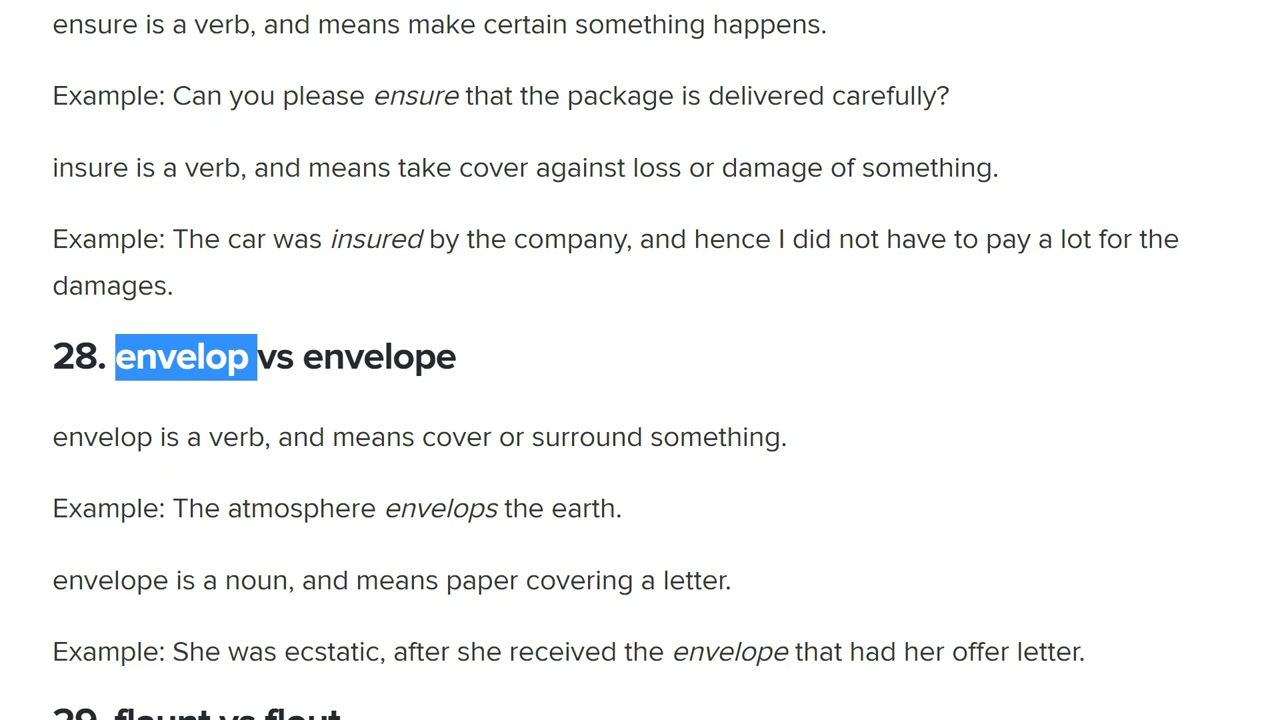 ensure is a verb, and means make certain something happens.
Example: Can you please ensure that the package is delivered carefully?
insure is a verb, and means take cover against loss or damage of something.
Example: The car was insured by the company, and hence I did not have to pay a lot for the
damages.
28. envelop vs envelope
envelop is a verb, and means cover or surround something.
Example: The atmosphere envelops the earth.
envelope is a noun, and means paper covering a letter.
Example: She was ecstatic, after she received the envelope that had her offer letter.
29. flaunt vs flout